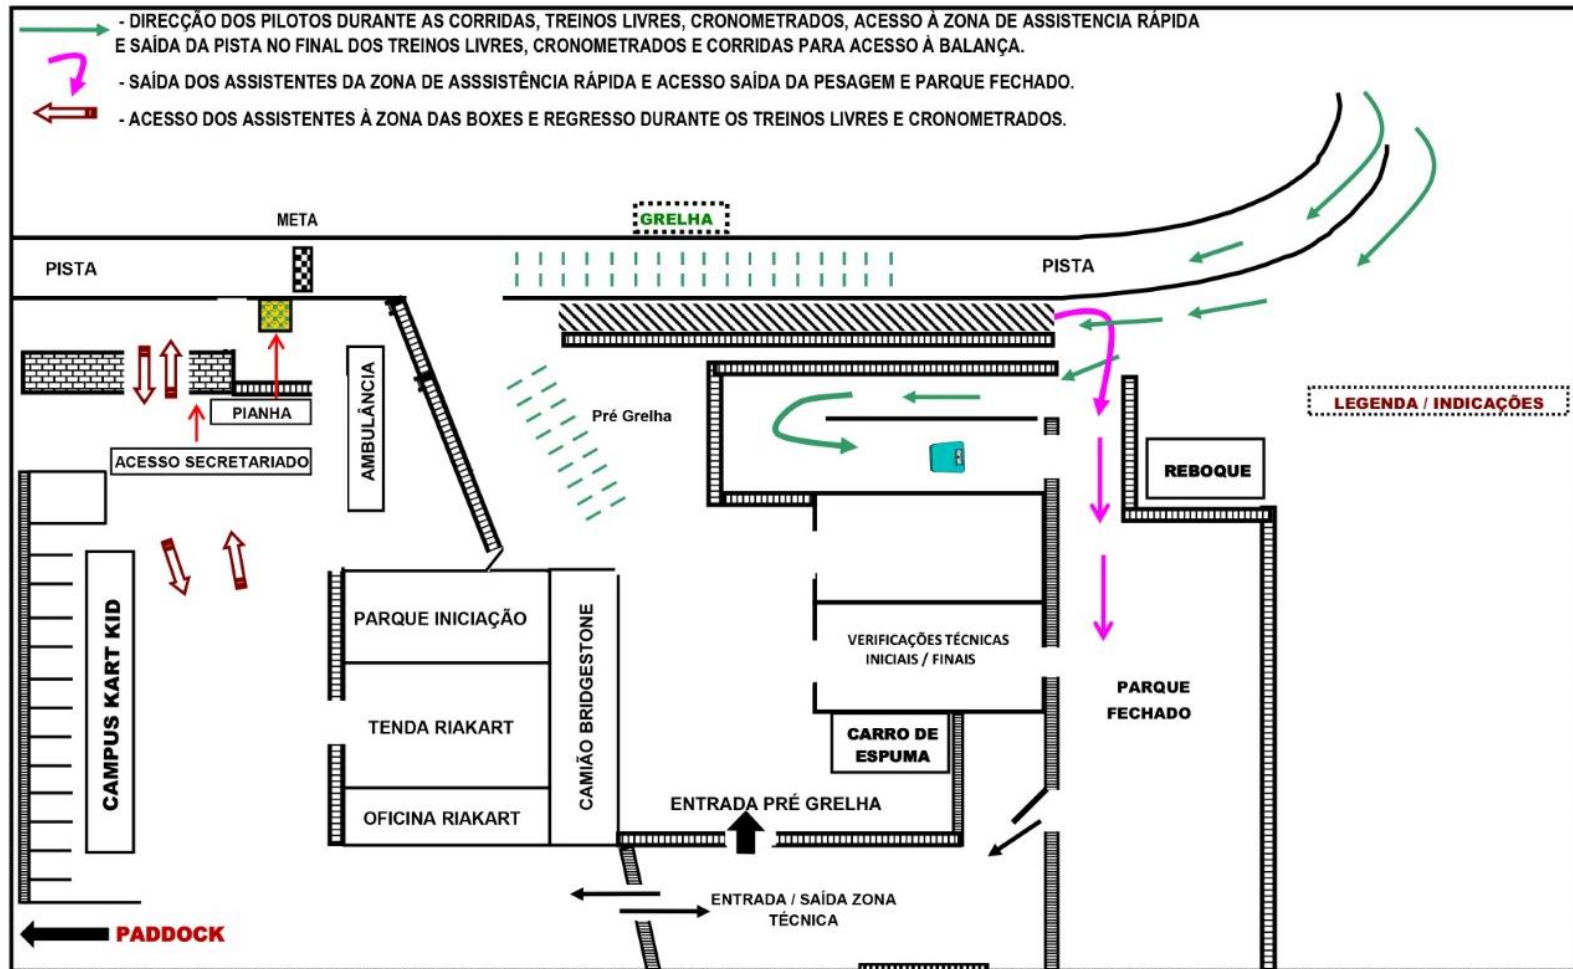 - DIRECÇÃO DOS PILOTOS DURANTE AS CORRIDAS, TREINOS LIVRES, CRONOMETRADOS, ACESSO À ZONA DE ASSISTENCIA RÁPIDA
E SAÍDA DA PISTA NO FINAL DOS TREINOS LIVRES, CRONOMETRADOS E CORRIDAS PARA ACESSO À BALANÇA.
- SAÍDA DOS ASSISTENTES DA ZONA DE ASSSISTÊNCIA RÁPIDA E ACESSO SAÍDA DA PESAGEM E PARQUE FECHADO.
- ACESSO DOS ASSISTENTES À ZONA DAS BOXES E REGRESSO DURANTE OS TREINOS LIVRES E CRONOMETRADOS.
META
GRELHA
PISTA
PISTA
LEGENDA / INDICAÇÕES
PIANHA
AMBULÂNCIA
Pré Grelha
ACESSO SECRETARIADO
REBOQUE
CAMPUS KART KID
PARQUE INICIAÇÃO
CAMIÃO BRIDGESTONE
VERIFICAÇÕES TÉCNICAS
INICIAIS / FINAIS
PARQUE
FECHADO
TENDA RIAKART
CARRO DE
ESPUMA
OFICINA RIAKART
ENTRADA PRÉ GRELHA
ENTRADA / SAÍDA ZONA
TÉCNICA
PADDOCK